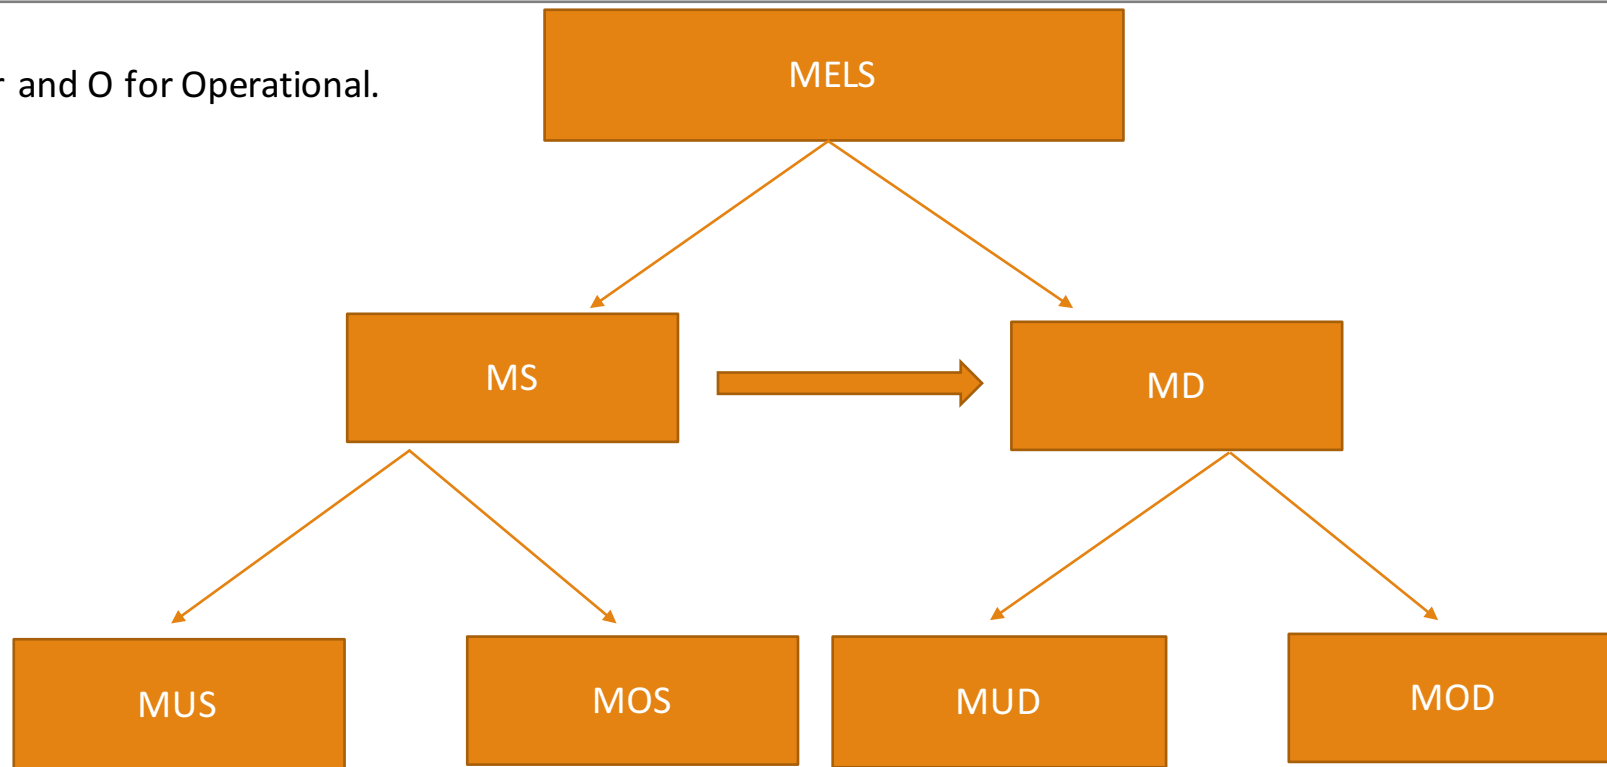 MELS
and O for Operational.
MS
MD
MUS
MOS
MUD
MOD